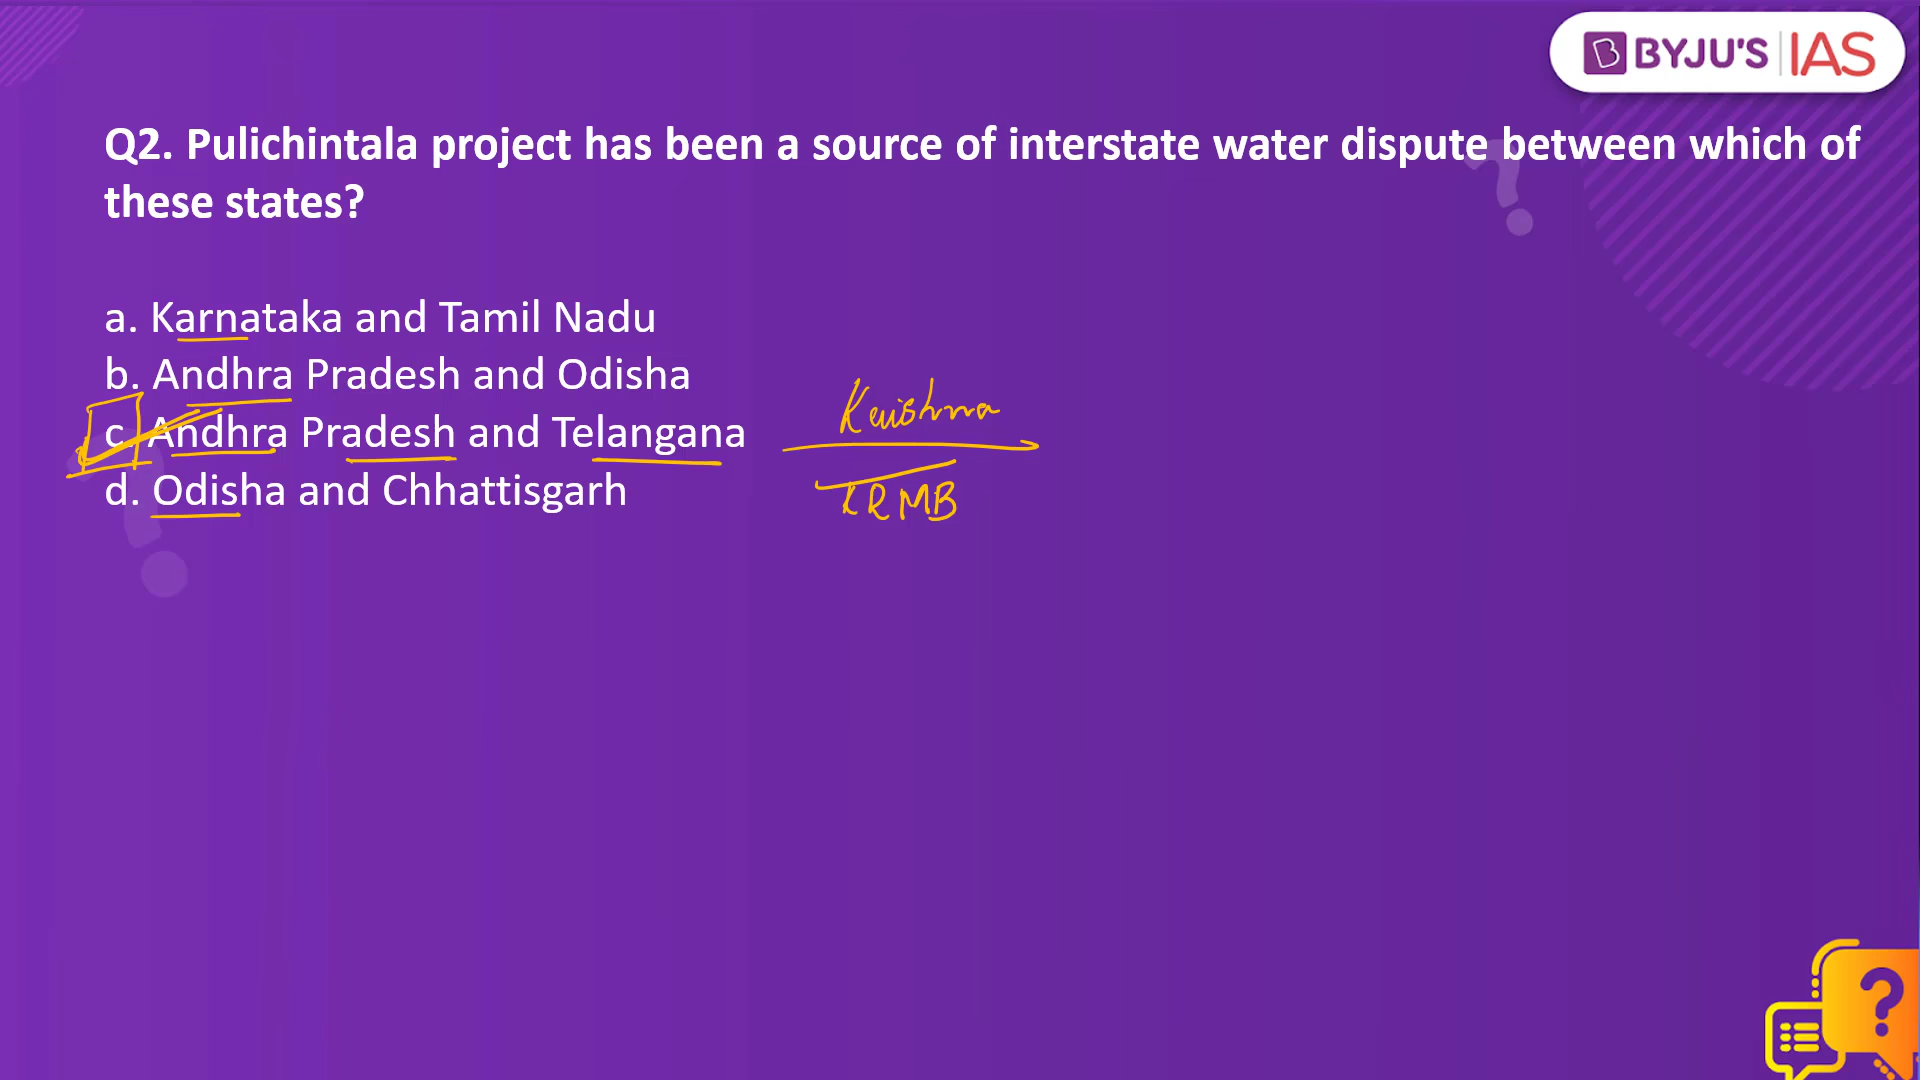 BYJU'S IAS
Q2. Pulichintala project has been a source of interstate water dispute between which of
these states?
a. Karnataka and Tamil Nadu
b. Andhra Pradesh and Odisha
c. Andhra Pradesh and Telangana
d. Odisha and Chhattisgarh
Krishna
KRMB